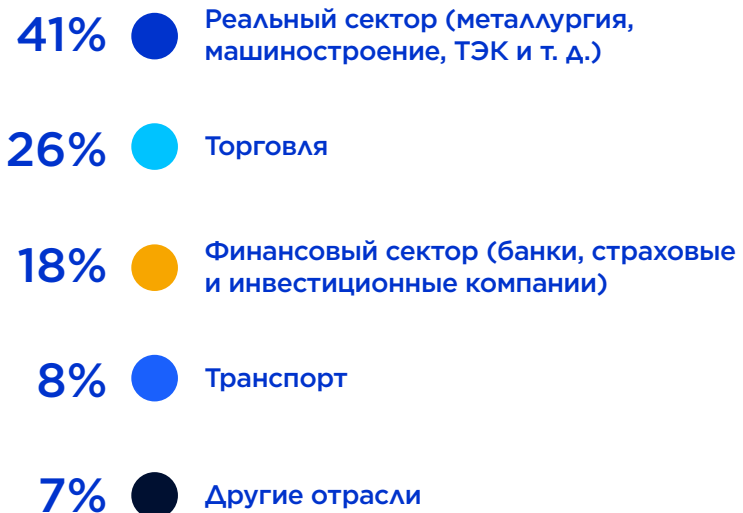 41%
Реальный сектор (металлургия,
машиностроение, ТЭК и т. д.)
26%
Торговля
18%
Финансовый сектор (банки, страховые
и инвестиционные компании)
8%
Транспорт
7%
Другие отрасли